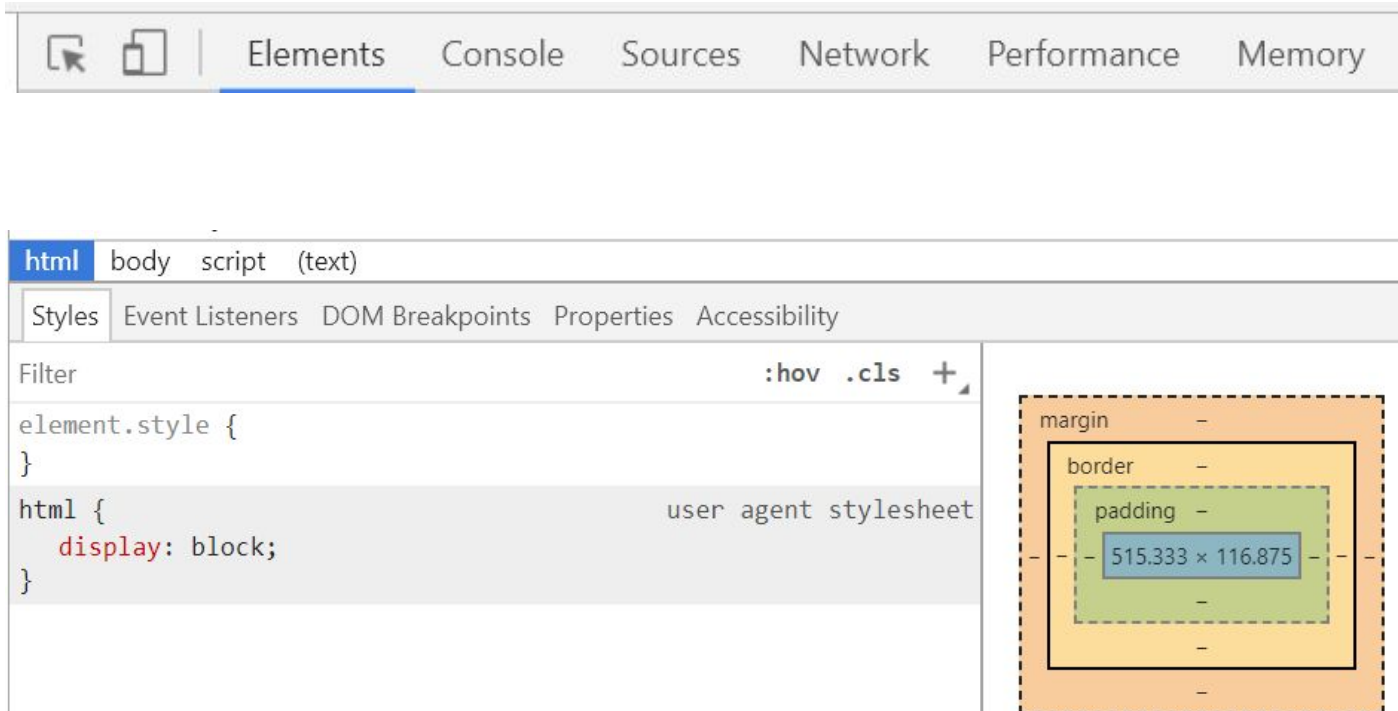 Elements Console Sources Network Performance Memory
html body script (text)
Styles Event Listeners DOM Breakpoints Properties Accessibility
Filter :hov .cls +
element.style {
}
html { user agent stylesheet
display: block;
}
margin –
border –
padding –
– – – 515.333 × 116.875 – – –
–
–
–